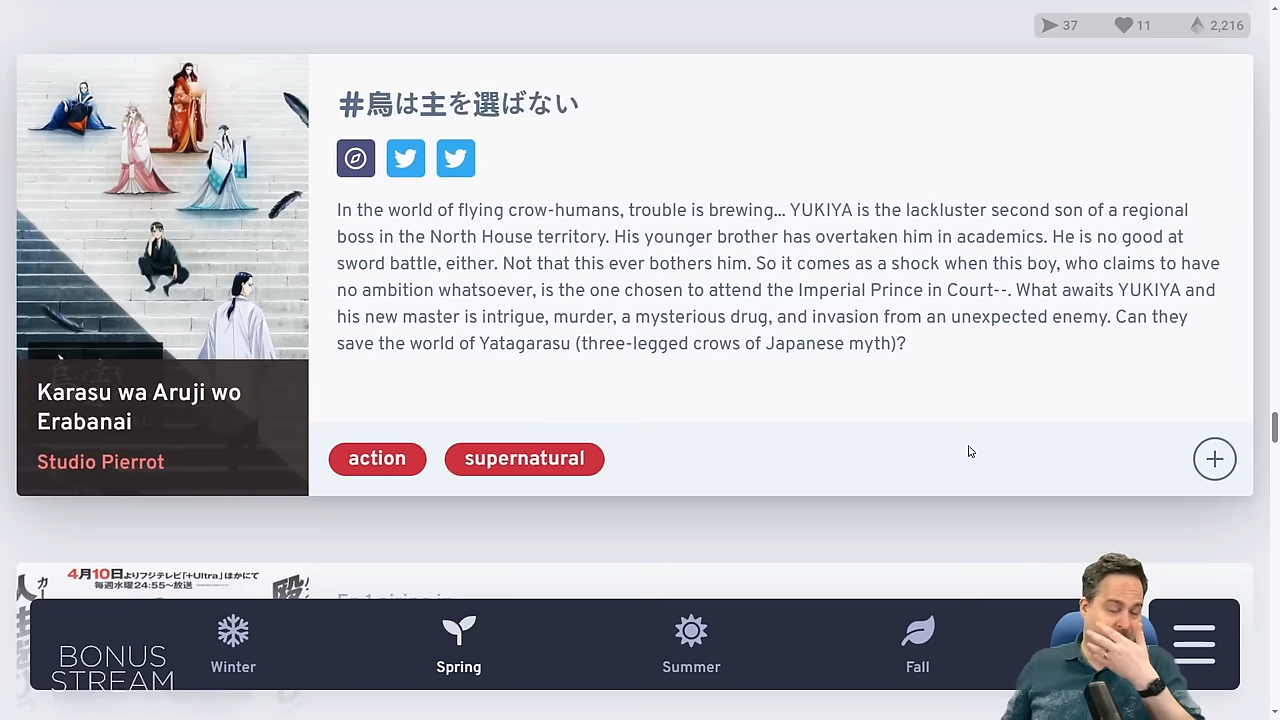 37 11 2,216
#烏は主を選ばない
In the world of flying crow-humans, trouble is brewing... YUKIYA is the lackluster second son of a regional
boss in the North House territory. His younger brother has overtaken him in academics. He is no good at
sword battle, either. Not that this ever bothers him. So it comes as a shock when this boy, who claims to have
no ambition whatsoever, is the one chosen to attend the Imperial Prince in Court--. What awaits YUKIYA and
his new master is intrigue, murder, a mysterious drug, and invasion from an unexpected enemy. Can they
save the world of Yatagarasu (three-legged crows of Japanese myth)?
Karasu wa Aruji wo
Erabanai
Studio Pierrot
action supernatural
4月10日よりフジテレビ「+Ultra」ほかにて
毎週水曜24:55〜放送
BONUS
STREAM
Winter Spring Summer Fall